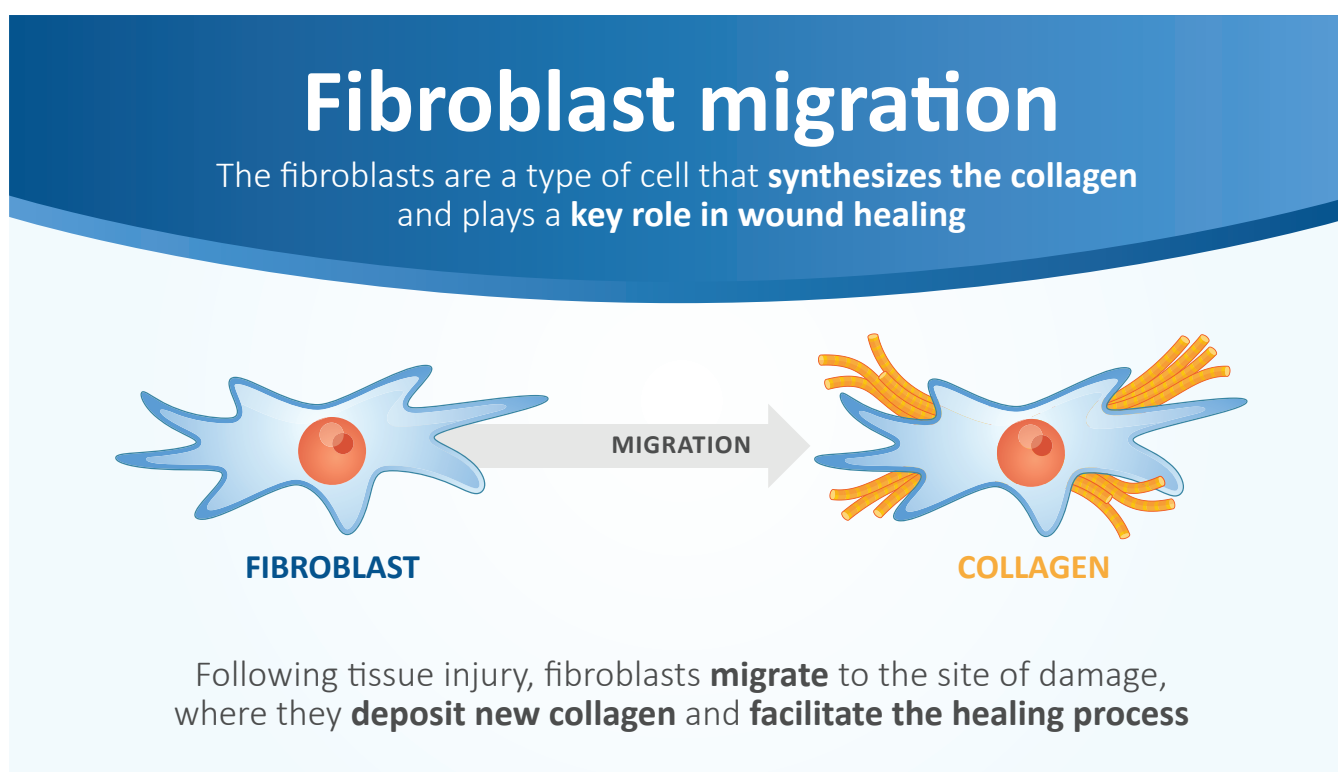 Fibroblast migration
The fibroblasts are a type of cell that synthesizes the collagen
and plays a key role in wound healing
MIGRATION
FIBROBLAST
COLLAGEN
Following tissue injury, fibroblasts migrate to the site of damage,
where they deposit new collagen and facilitate the healing process